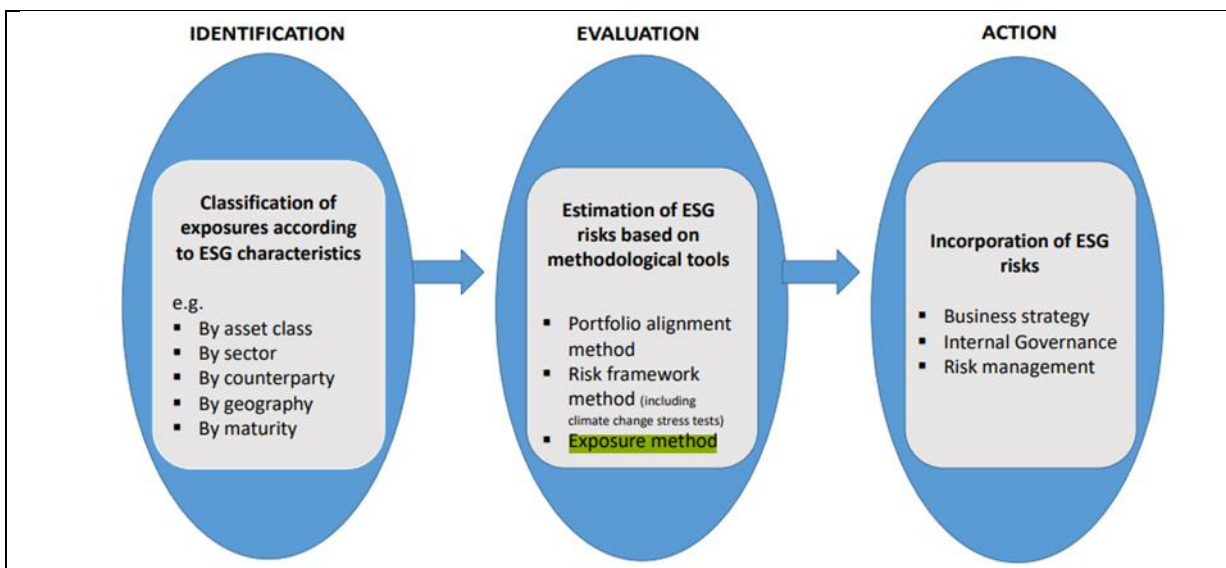 IDENTIFICATION
Classification of
exposures according
to ESG characteristics
e.g.
▪ By asset class
▪ By sector
▪ By counterparty
▪ By geography
▪ By maturity
EVALUATION
Estimation of ESG
risks based on
methodological tools
▪ Portfolio alignment
method
▪ Risk framework
method (including
climate change stress tests)
▪ Exposure method
ACTION
Incorporation of ESG
risks
▪ Business strategy
▪ Internal Governance
▪ Risk management